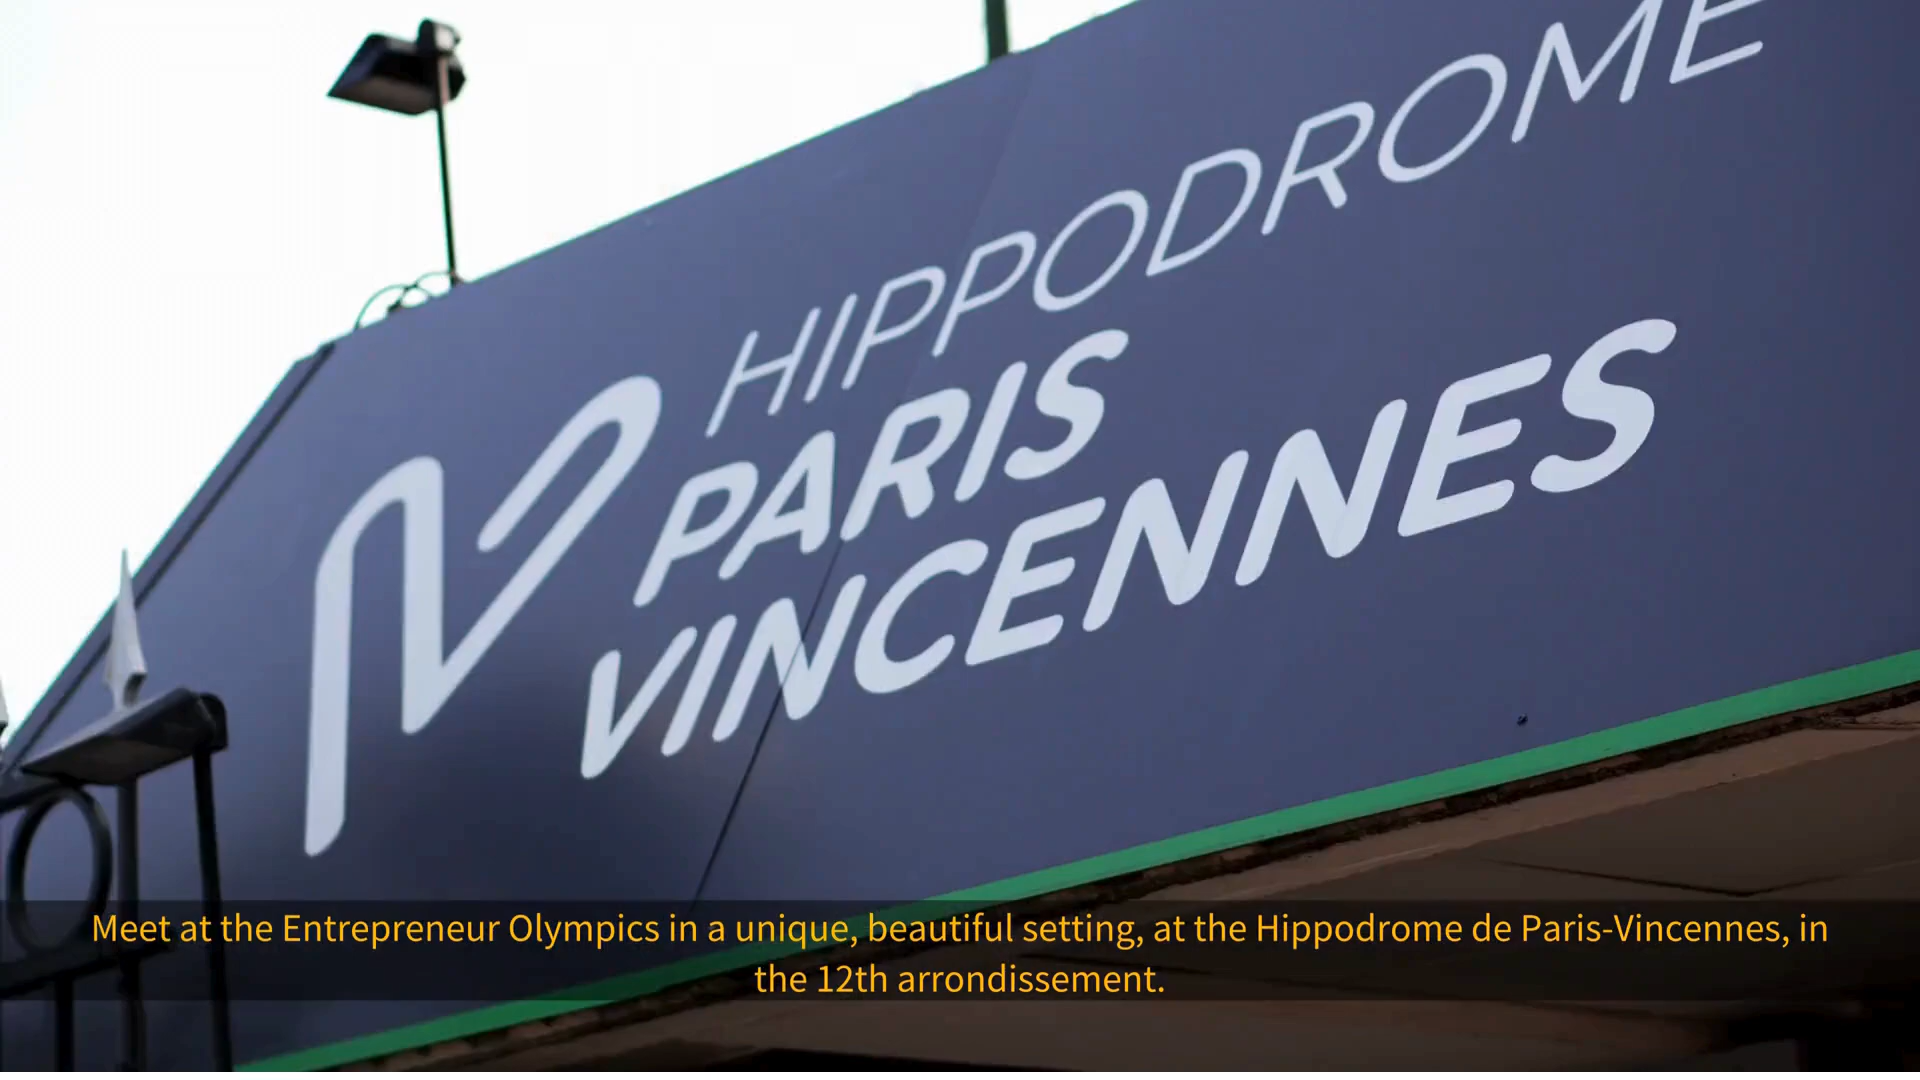 HIPPODROME
PARIS
VINCENNES
Meet at the Entrepreneur Olympics in a unique, beautiful setting, at the Hippodrome de Paris-Vincennes, in
the 12th arrondissement.